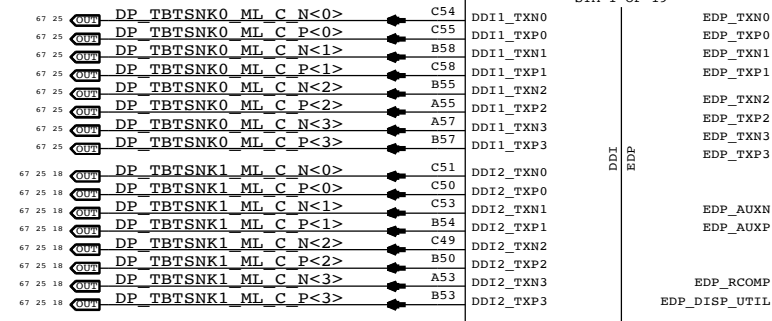 67 25 OUT DP_TBTSNK0_ML_C_N<0> C54 DDI1_TXN0 EDP_TXN0
67 25 OUT DP_TBTSNK0_ML_C_P<0> C55 DDI1_TXP0 EDP_TXP0
67 25 OUT DP_TBTSNK0_ML_C_N<1> B58 DDI1_TXN1 EDP_TXN1
67 25 OUT DP_TBTSNK0_ML_C_P<1> C58 DDI1_TXP1 EDP_TXP1
67 25 OUT DP_TBTSNK0_ML_C_N<2> B55 DDI1_TXN2 EDP_TXN2
67 25 OUT DP_TBTSNK0_ML_C_P<2> A55 DDI1_TXP2 EDP_TXP2
67 25 OUT DP_TBTSNK0_ML_C_N<3> A57 DDI1_TXN3 EDP_TXN3
67 25 OUT DP_TBTSNK0_ML_C_P<3> B57 DDI1_TXP3 EDP_TXP3
DDI EDP
67 25 18 OUT DP_TBTSNK1_ML_C_N<0> C51 DDI2_TXN0
67 25 18 OUT DP_TBTSNK1_ML_C_P<0> C50 DDI2_TXP0
67 25 18 OUT DP_TBTSNK1_ML_C_N<1> C53 DDI2_TXN1 EDP_AUXN
67 25 18 OUT DP_TBTSNK1_ML_C_P<1> B54 DDI2_TXP1 EDP_AUXP
67 25 18 OUT DP_TBTSNK1_ML_C_N<2> C49 DDI2_TXN2
67 25 18 OUT DP_TBTSNK1_ML_C_P<2> B50 DDI2_TXP2
67 25 18 OUT DP_TBTSNK1_ML_C_N<3> A53 DDI2_TXN3 EDP_RCOMP
67 25 18 OUT DP_TBTSNK1_ML_C_P<3> B53 DDI2_TXP3 EDP_DISP_UTIL